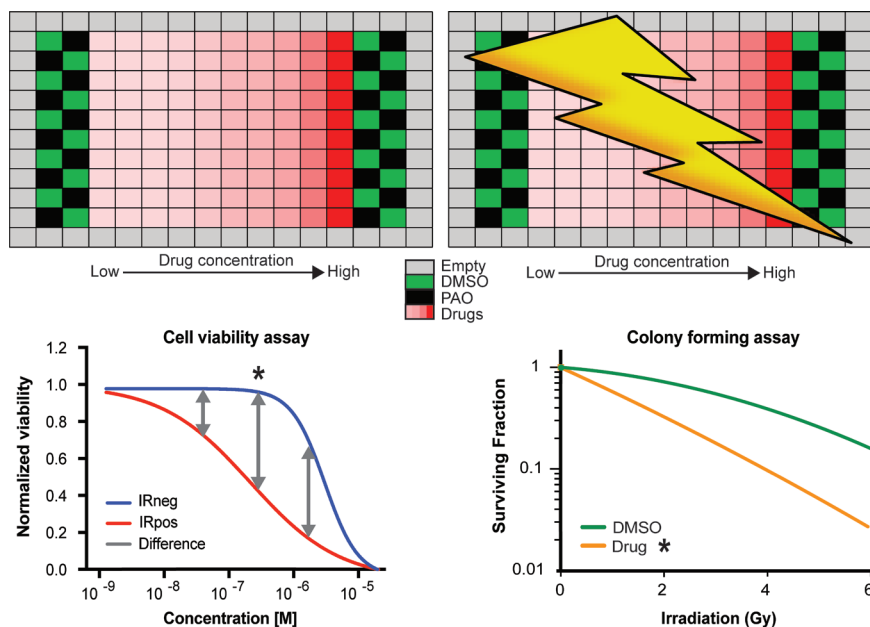 Drug concentration
Low
High
Drug concentration
Low
High
Empty
DMSO
PAO
Drugs
Cell viability assay
Normalized viability
1.2
1.0
0.8
0.6
0.4
0.2
0.0
*
IRneg
IRpos
Difference
10⁻⁹
10⁻⁸
10⁻⁷
10⁻⁶
10⁻⁵
Concentration [M]
Colony forming assay
Surviving Fraction
1
0.1
0.01
DMSO
Drug *
0
2
4
6
Irradiation (Gy)